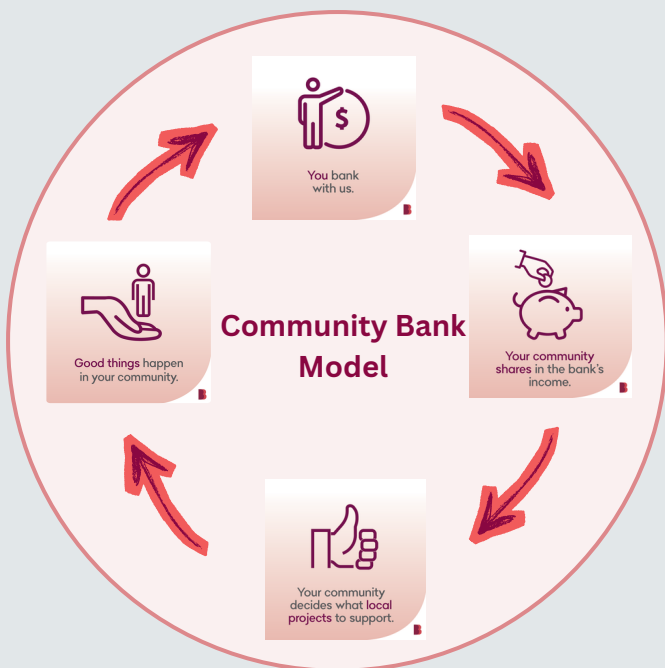 You bank
with us.
Your community
shares in the bank's
income.
Your community
decides what local
projects to support.
Good things happen
in your community.
Community Bank
Model
$
B
B
B
B